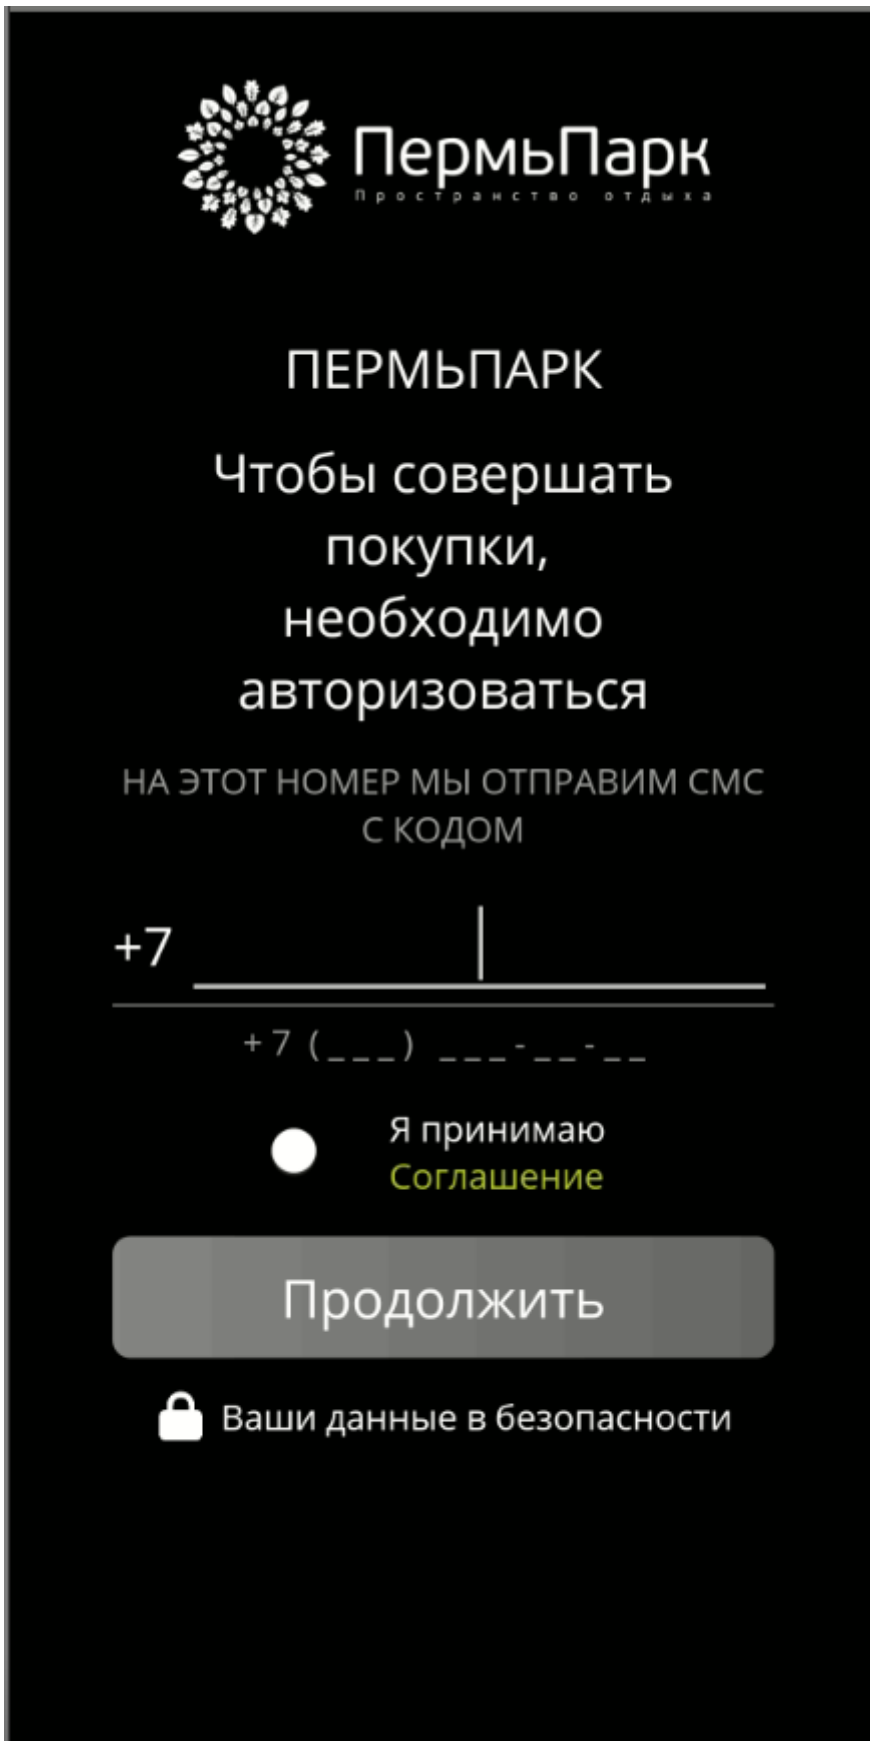 ПермьПарк
Пространство отдыха
ПЕРМЬПАРК
Чтобы совершать
покупки,
необходимо
авторизоваться
НА ЭТОТ НОМЕР МЫ ОТПРАВИМ СМС
С КОДОМ
+7
+7 (___) ___-__-__
Я принимаю
Соглашение
Продолжить
Ваши данные в безопасности